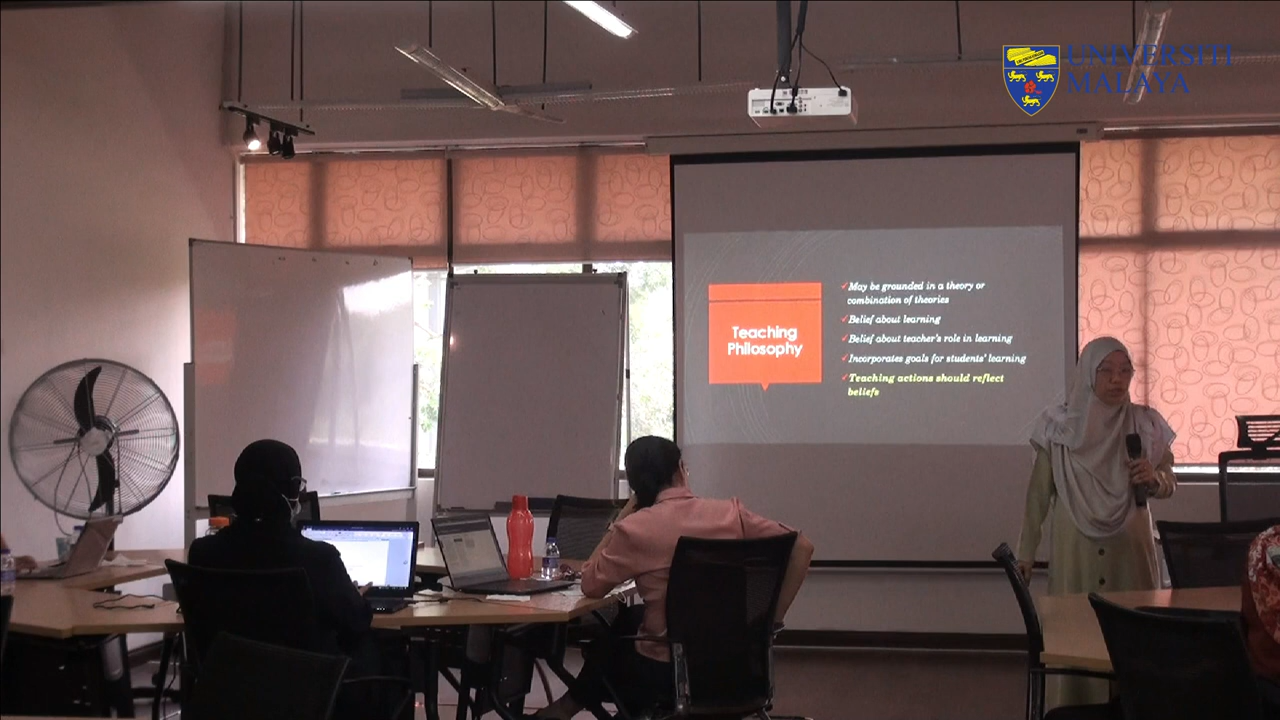 UNIVERSITI
MALAYA
Teaching
Philosophy
✓May be grounded in a theory or
combination of theories
✓Belief about learning
✓Belief about teacher's role in learning
✓Incorporates goals for students' learning
✓Teaching actions should reflect
beliefs